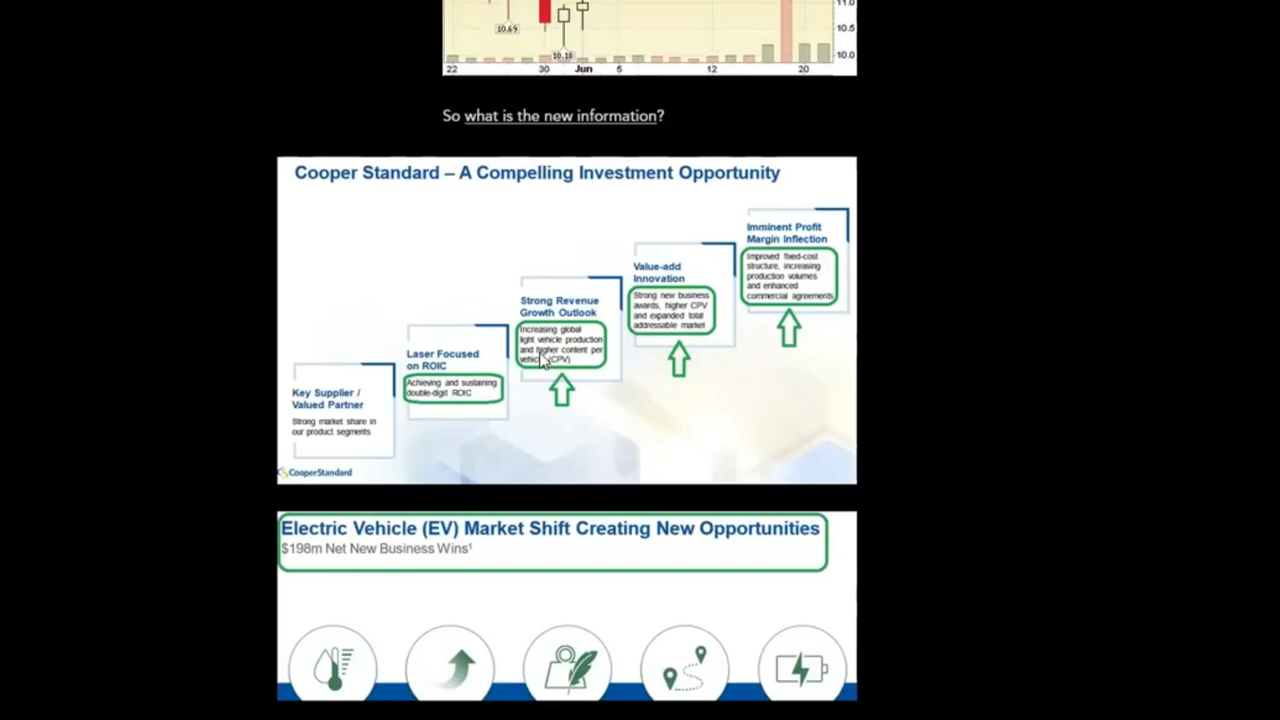 11.0
10.5
10.0
10.69
10.18
22 30 Jun 5 12 20
So what is the new information?
Cooper Standard – A Compelling Investment Opportunity
Key Supplier /
Valued Partner
Strong market share in
our product segments
Laser Focused
on ROIC
Achieving and sustaining
double-digit ROIC
Strong Revenue
Growth Outlook
Increasing global
light vehicle production
and higher content per
vehicle (CPV)
Value-add
Innovation
Strong new business
awards, higher CPV
and expanded total
addressable market
Imminent Profit
Margin Inflection
Improved fixed-cost
structure, increasing
production volumes
and enhanced
commercial agreements
CooperStandard
Electric Vehicle (EV) Market Shift Creating New Opportunities
$198m Net New Business Wins¹